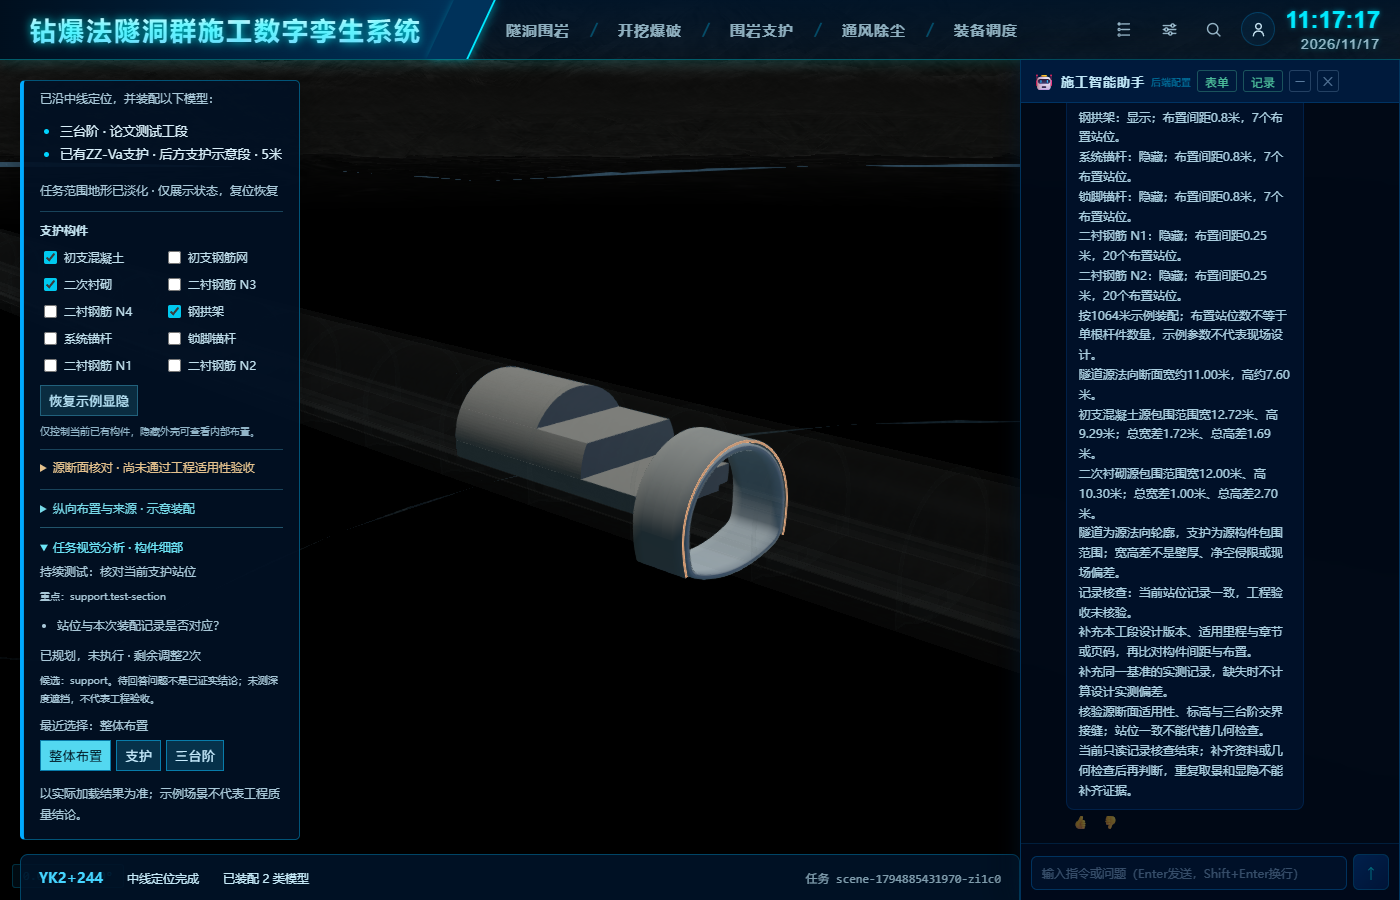 钻爆法隧洞群施工数字孪生系统
隧洞围岩 / 开挖爆破 / 围岩支护 / 通风除尘 / 装备调度
11:17:17
2026/11/17
已沿中线定位，并装配以下模型：
三台阶 · 论文测试工段
已有ZZ-Va支护 · 后方支护示意段 · 5米
任务范围地形已淡化 · 仅展示状态，复位恢复
支护构件
初支混凝土 初支钢筋网
二次衬砌 二衬钢筋 N3
二衬钢筋 N4 钢拱架
系统锚杆 锁脚锚杆
二衬钢筋 N1 二衬钢筋 N2
恢复示例显隐
仅控制当前已有构件，隐藏外壳可查看内部布置。
源断面核对 · 尚未通过工程适用性验收
纵向布置与来源 · 示意装配
任务视觉分析 · 构件细部
持续测试：核对当前支护站位
重点：support.test-section
站位与本次装配记录是否对应？
已规划，未执行 · 剩余调整2次
候选：support。待回答问题不是已证实结论；未测深
度遮挡，不代表工程验收。
最近选择：整体布置
整体布置 支护 三台阶
以实际加载结果为准；示例场景不代表工程质
量结论。
YK2+244 中线定位完成 已装配 2 类模型 任务 scene-1794885431970-zi1c0
施工智能助手 后端配置 表单 记录
钢拱架：显示；布置间距0.8米，7个布
置站位。
系统锚杆：隐藏；布置间距0.8米，7个
布置站位。
锁脚锚杆：隐藏；布置间距0.8米，7个
布置站位。
二衬钢筋 N1：隐藏；布置间距0.25
米，20个布置站位。
二衬钢筋 N2：隐藏；布置间距0.25
米，20个布置站位。
按1064米示例装配；布置站位数不等于
单根杆件数量，示例参数不代表现场设
计。
隧道源法向断面宽约11.00米，高约7.60
米。
初支混凝土源包围范围宽12.72米、高
9.29米；总宽差1.72米、总高差1.69
米。
二次衬砌源包围范围宽12.00米、高
10.30米；总宽差1.00米、总高差2.70
米。
隧道为源法向轮廓，支护为源构件包围
范围；宽高差不是壁厚、净空侵限或现
场偏差。
记录核查：当前站位记录一致，工程验
收未核验。
补充本工段设计版本、适用里程与章节
或页码，再比对构件间距与布置。
补充同一基准的实测记录，缺失时不计
算设计实测偏差。
核验源断面适用性、标高与三台阶交界
接缝；站位一致不能代替几何检查。
当前只读记录核查结束；补齐资料或几
何检查后再判断，重复取景和显隐不能
补齐证据。
输入指令或问题（Enter发送，Shift+Enter换行）